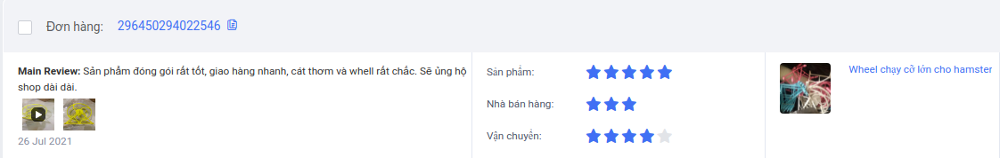 Đơn hàng: 296450294022546
Main Review: Sản phẩm đóng gói rất tốt, giao hàng nhanh, cát thơm và whell rất chắc. Sẽ ủng hộ
shop dài dài.
26 Jul 2021
Sản phẩm:
Nhà bán hàng:
Vận chuyển:
Wheel chạy cỡ lớn cho hamster